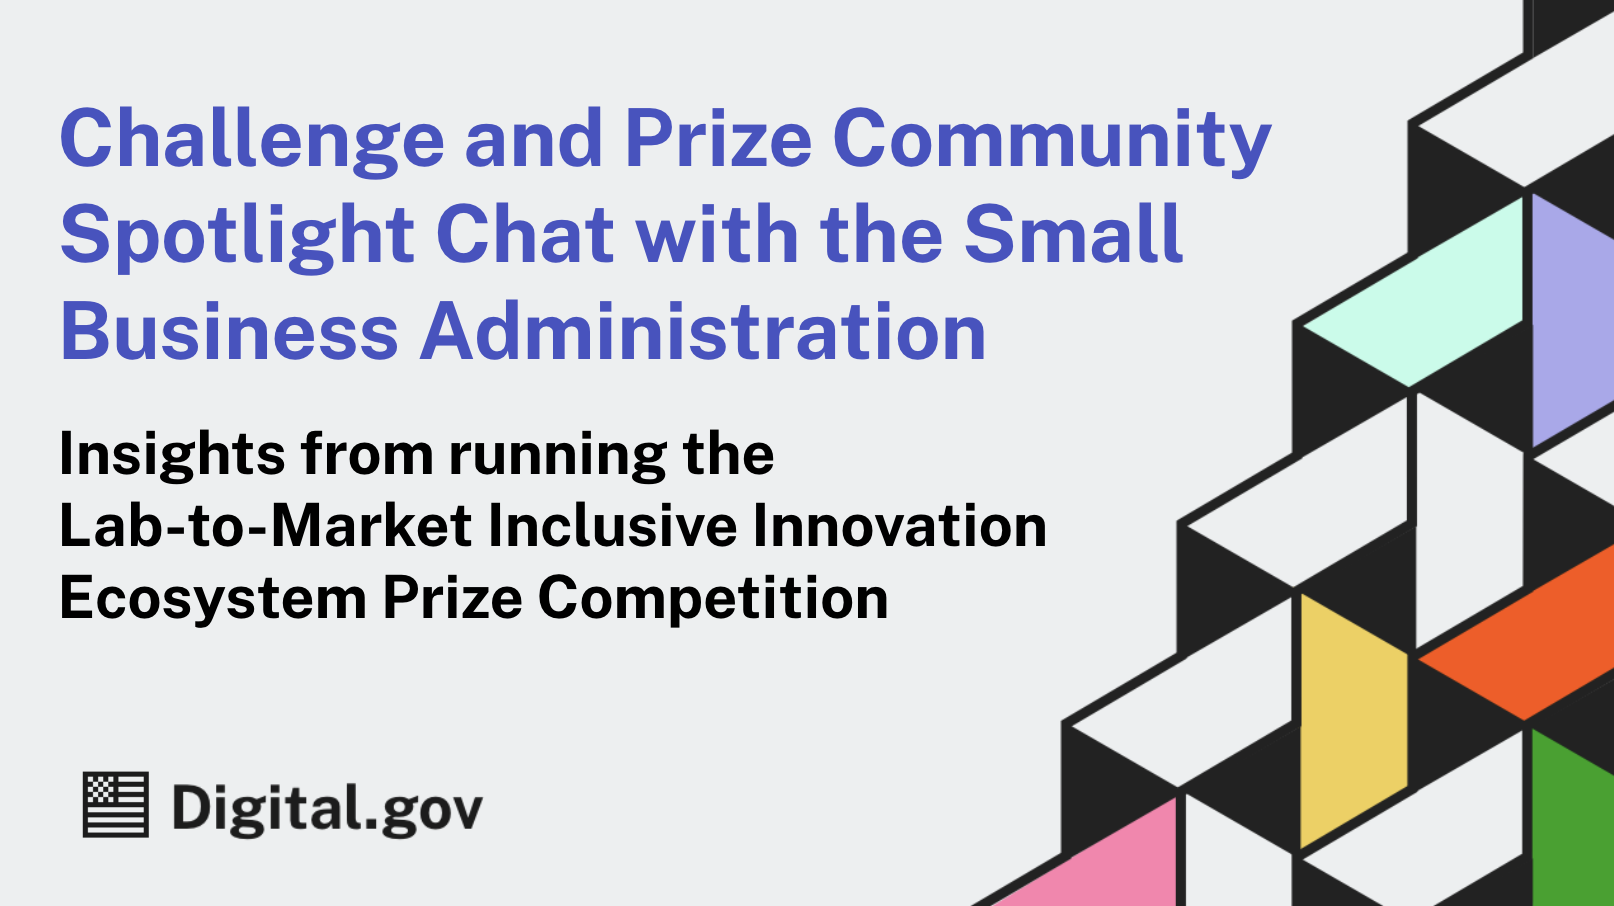 Challenge and Prize Community
Spotlight Chat with the Small
Business Administration
Insights from running the
Lab-to-Market Inclusive Innovation
Ecosystem Prize Competition
Digital.gov